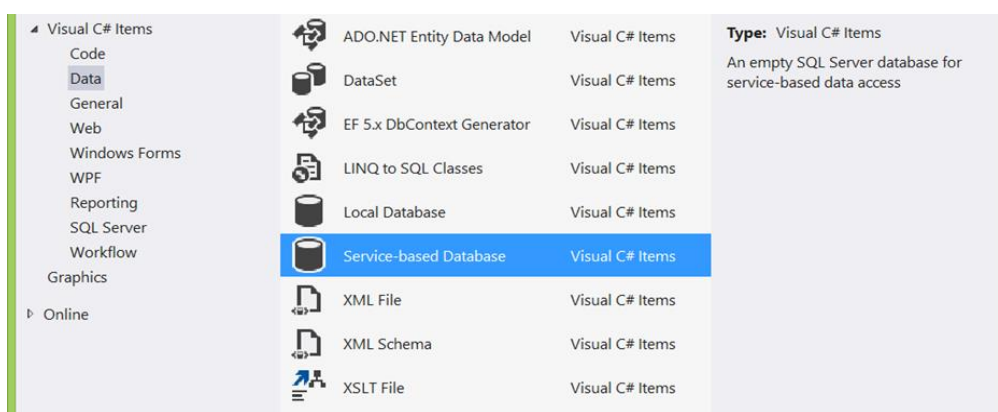 Visual C# Items
Code
Data
General
Web
Windows Forms
WPF
Reporting
SQL Server
Workflow
Graphics
Online
ADO.NET Entity Data Model Visual C# Items
DataSet Visual C# Items
EF 5.x DbContext Generator Visual C# Items
LINQ to SQL Classes Visual C# Items
Local Database Visual C# Items
Service-based Database Visual C# Items
XML File Visual C# Items
XML Schema Visual C# Items
XSLT File Visual C# Items
Type: Visual C# Items
An empty SQL Server database for
service-based data access